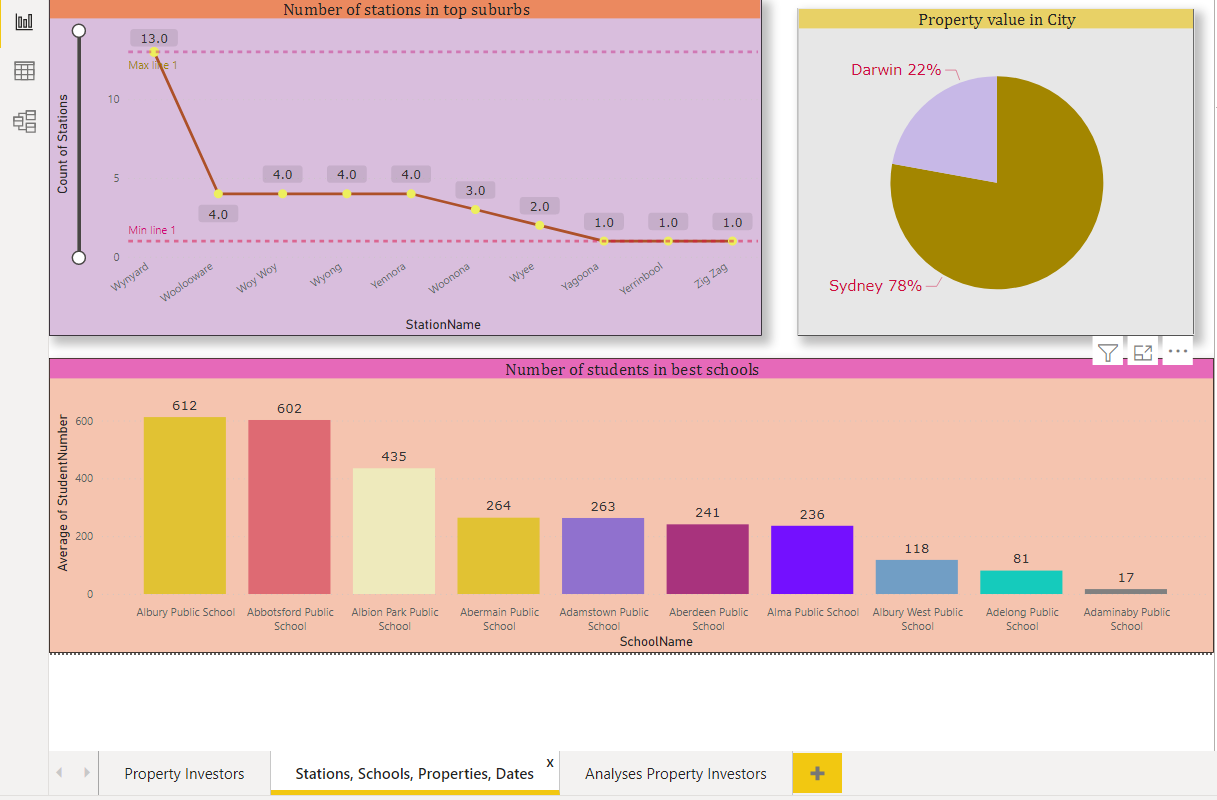 Number of stations in top suburbs
13.0
Max line 1
10
4.0
4.0
4.0
3.0
5
2.0
4.0
1.0
1.0
1.0
Min line 1
0
Count of Stations
Wynyard
Woolooware
Woy Woy
Wyong
Yennora
Woonona
Wyee
Yagoona
Yerrinbool
Zig Zag
StationName
Property value in City
Darwin 22%
Sydney 78%
Number of students in best schools
612
602
435
264
263
241
236
118
81
17
600
400
200
0
Average of StudentNumber
Albury Public School
Abbotsford Public
School
Albion Park Public
School
Abermain Public
School
Adamstown Public
School
Aberdeen Public
School
Alma Public School
Albury West Public
School
Adelong Public
School
Adaminaby Public
School
SchoolName
Property Investors
Stations, Schools, Properties, Dates
x
Analyses Property Investors
+